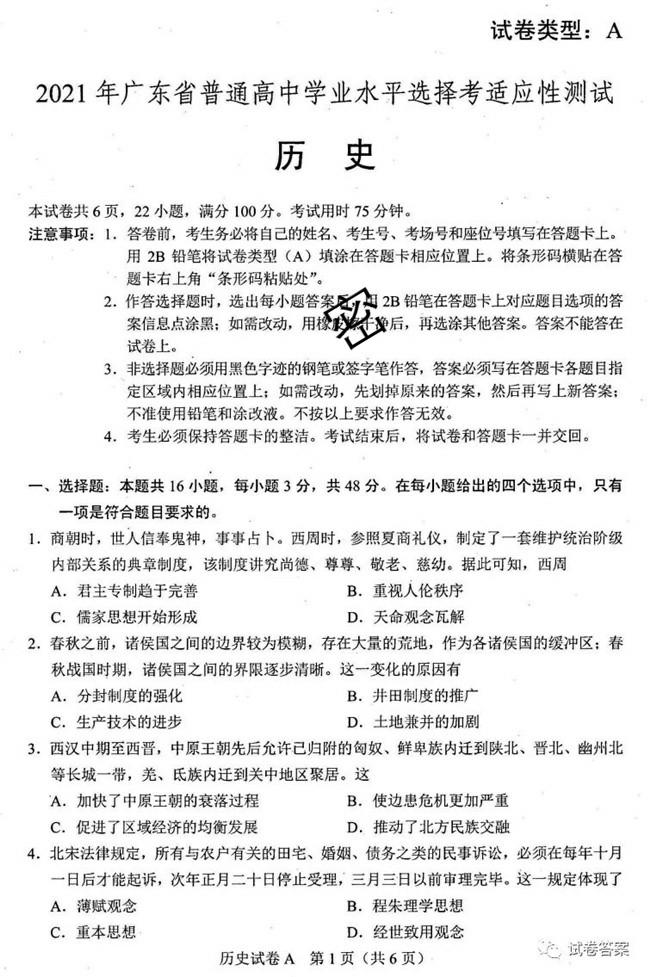 试卷类型：A
2021 年广东省普通高中学业水平选择考适应性测试
历 史
本试卷共 6 页，22 小题，满分 100 分。考试用时 75 分钟。
注意事项：1．答卷前，考生务必将自己的姓名、考生号、考场号和座位号填写在答题卡上。
用 2B 铅笔将试卷类型（A）填涂在答题卡相应位置上。将条形码横贴在答
题卡右上角“条形码粘贴处”。
2．作答选择题时，选出每小题答案后，用 2B 铅笔在答题卡上对应题目选项的答
案信息点涂黑；如需改动，用橡皮擦干净后，再选涂其他答案。答案不能答在
试卷上。
密
3．非选择题必须用黑色字迹的钢笔或签字笔作答，答案必须写在答题卡各题目指
定区域内相应位置上；如需改动，先划掉原来的答案，然后再写上新答案；
不准使用铅笔和涂改液。不按以上要求作答无效。
4．考生必须保持答题卡的整洁。考试结束后，将试卷和答题卡一并交回。
一、选择题：本题共 16 小题，每小题 3 分，共 48 分。在每小题给出的四个选项中，只有
一项是符合题目要求的。
1．商朝时，世人信奉鬼神，事事占卜。西周时，参照夏商礼仪，制定了一套维护统治阶级
内部关系的典章制度，该制度讲究尚德、尊尊、敬老、慈幼。据此可知，西周
A．君主专制趋于完善 B．重视人伦秩序
C．儒家思想开始形成 D．天命观念瓦解
2．春秋之前，诸侯国之间的边界较为模糊，存在大量的荒地，作为各诸侯国的缓冲区；春
秋战国时期，诸侯国之间的界限逐步清晰。这一变化的原因有
A．分封制度的强化 B．井田制度的推广
C．生产技术的进步 D．土地兼并的加剧
3．西汉中期至西晋，中原王朝先后允许已归附的匈奴、鲜卑族内迁到陕北、晋北、幽州北
等长城一带，羌、氐族内迁到关中地区聚居。这
A．加快了中原王朝的衰落过程 B．使边患危机更加严重
C．促进了区域经济的均衡发展 D．推动了北方民族交融
4．北宋法律规定，所有与农户有关的田宅、婚姻、债务之类的民事诉讼，必须在每年十月
一日后才能起诉，次年正月二十日停止受理，三月三日以前审理完毕。这一规定体现了
A．薄赋观念 B．程朱理学思想
C．重本思想 D．经世致用观念
历史试卷 A 第 1 页（共 6 页）
试卷答案